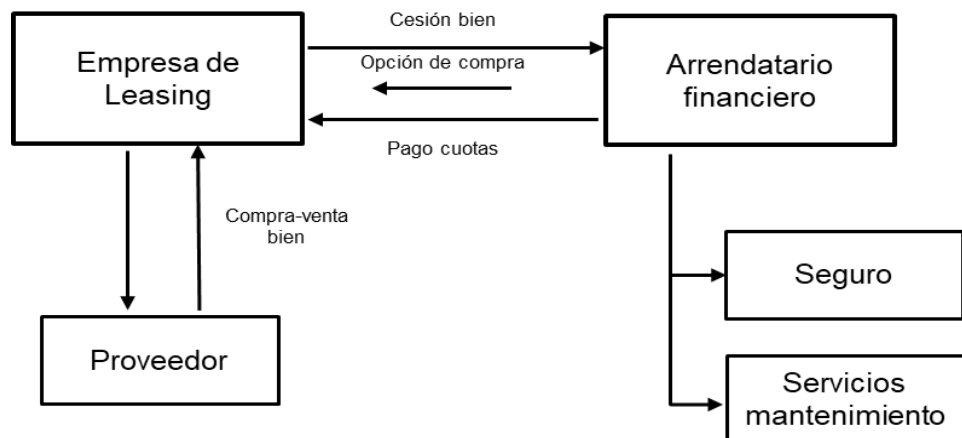 Cesión bien
Empresa de
Leasing
Opción de compra
Arrendatario
financiero
Pago cuotas
Compra-venta
bien
Seguro
Proveedor
Servicios
mantenimiento